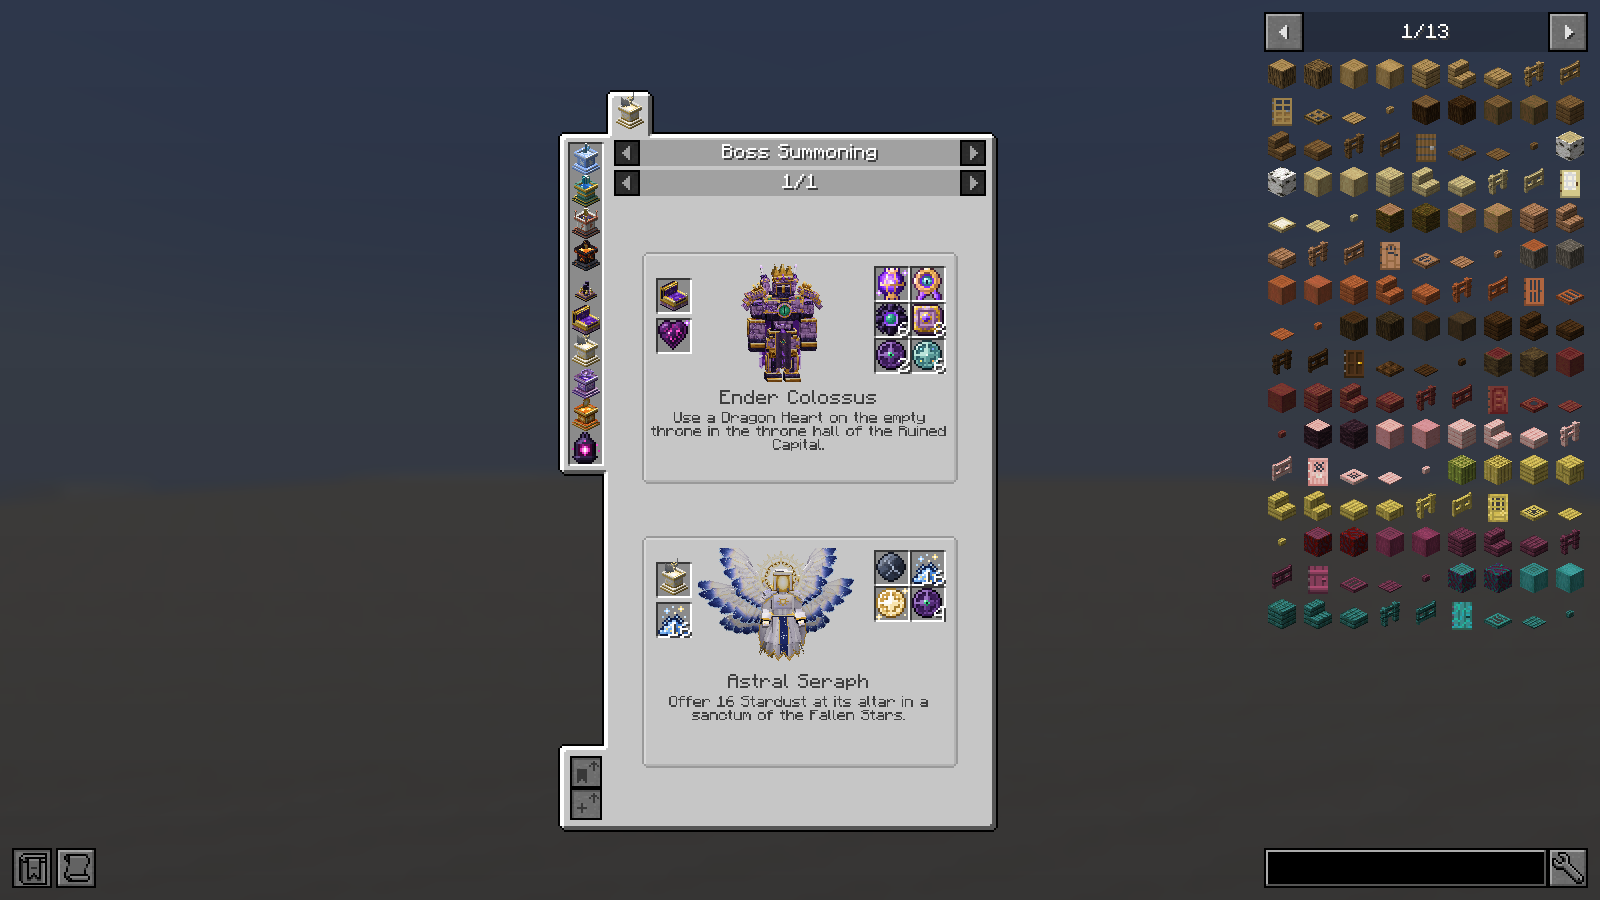 1/13
Boss Summoning
1/1
Ender Colossus
Use a Dragon Heart on the empty
throne in the throne hall of the Ruined
Capital.
Astral Seraph
Offer 16 Stardust at its altar in a
sanctum of the Fallen Stars.